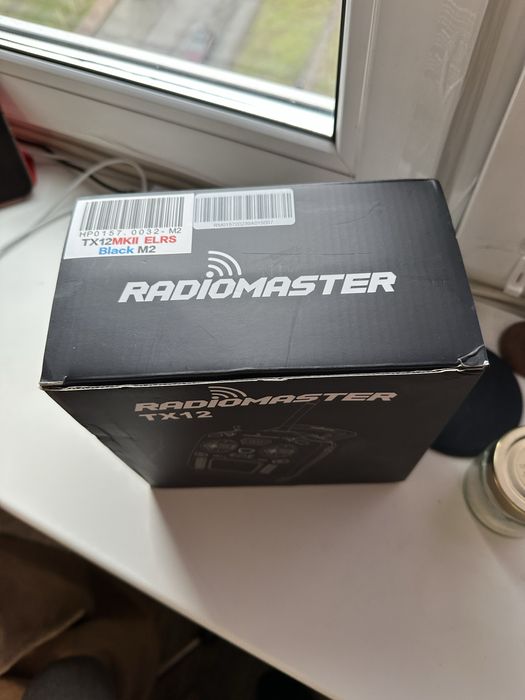 HP0157.0032-M2
TX12MKII ELRS
Black M2
RADIOMASTER
RADIOMASTER
TX12